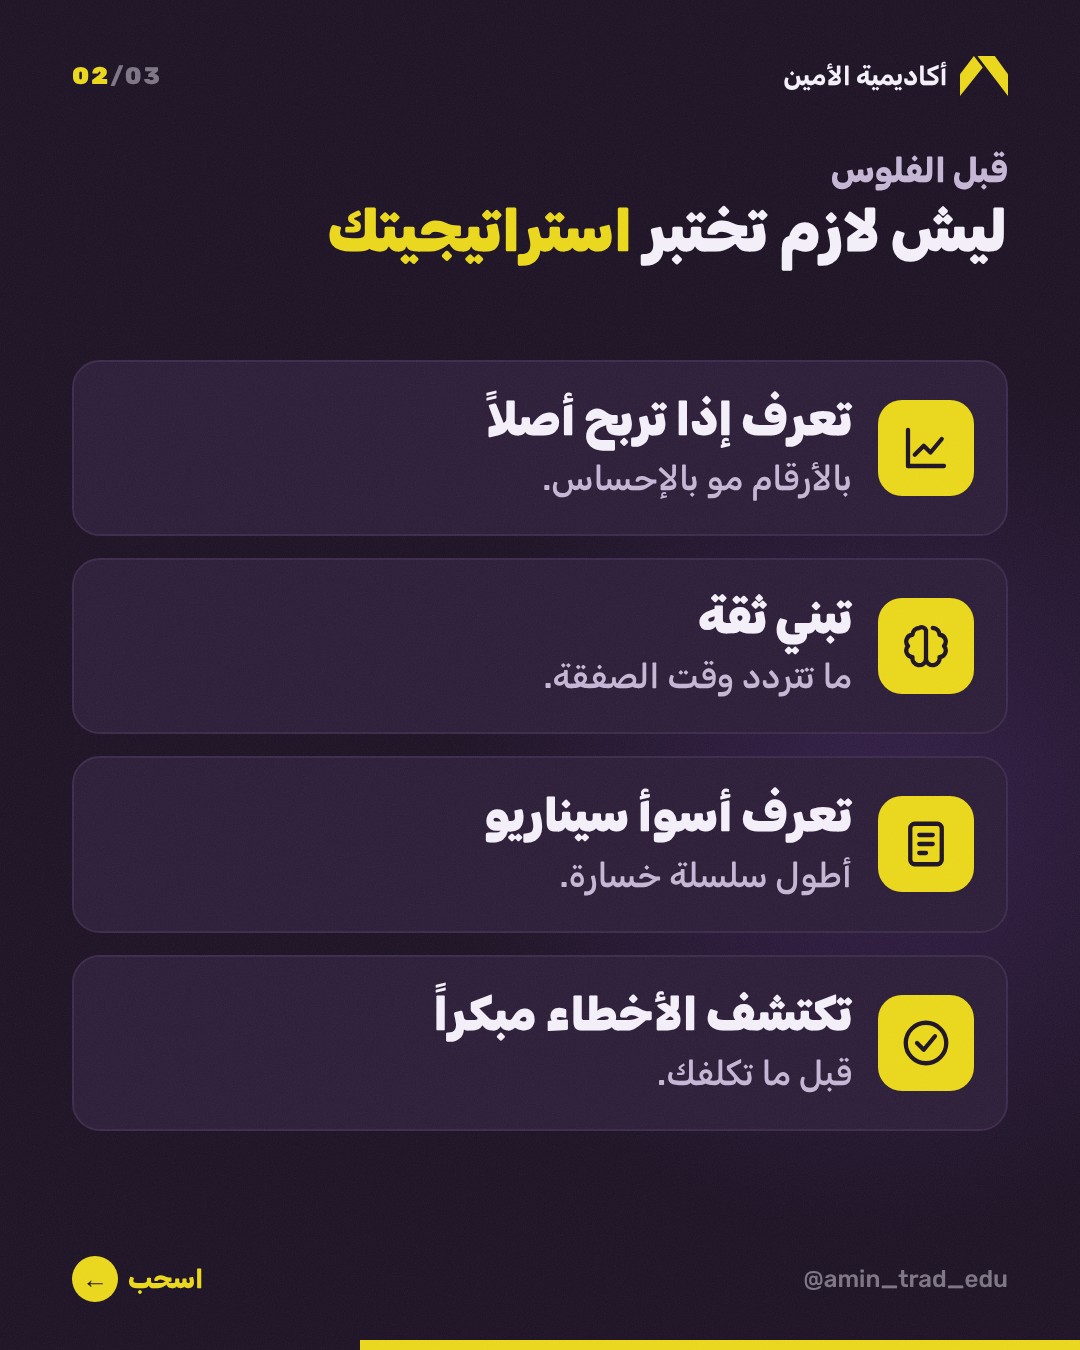 أكاديمية الأمين
02/03
قبل الفلوس
ليش لازم تختبر استراتيجيتك
تعرف إذا تربح أصلاً
بالأرقام مو بالإحساس.
تبني ثقة
ما تتردد وقت الصفقة.
تعرف أسوأ سيناريو
أطول سلسلة خسارة.
تكتشف الأخطاء مبكراً
قبل ما تكلفك.
@amin_trad_edu
اسحب ←